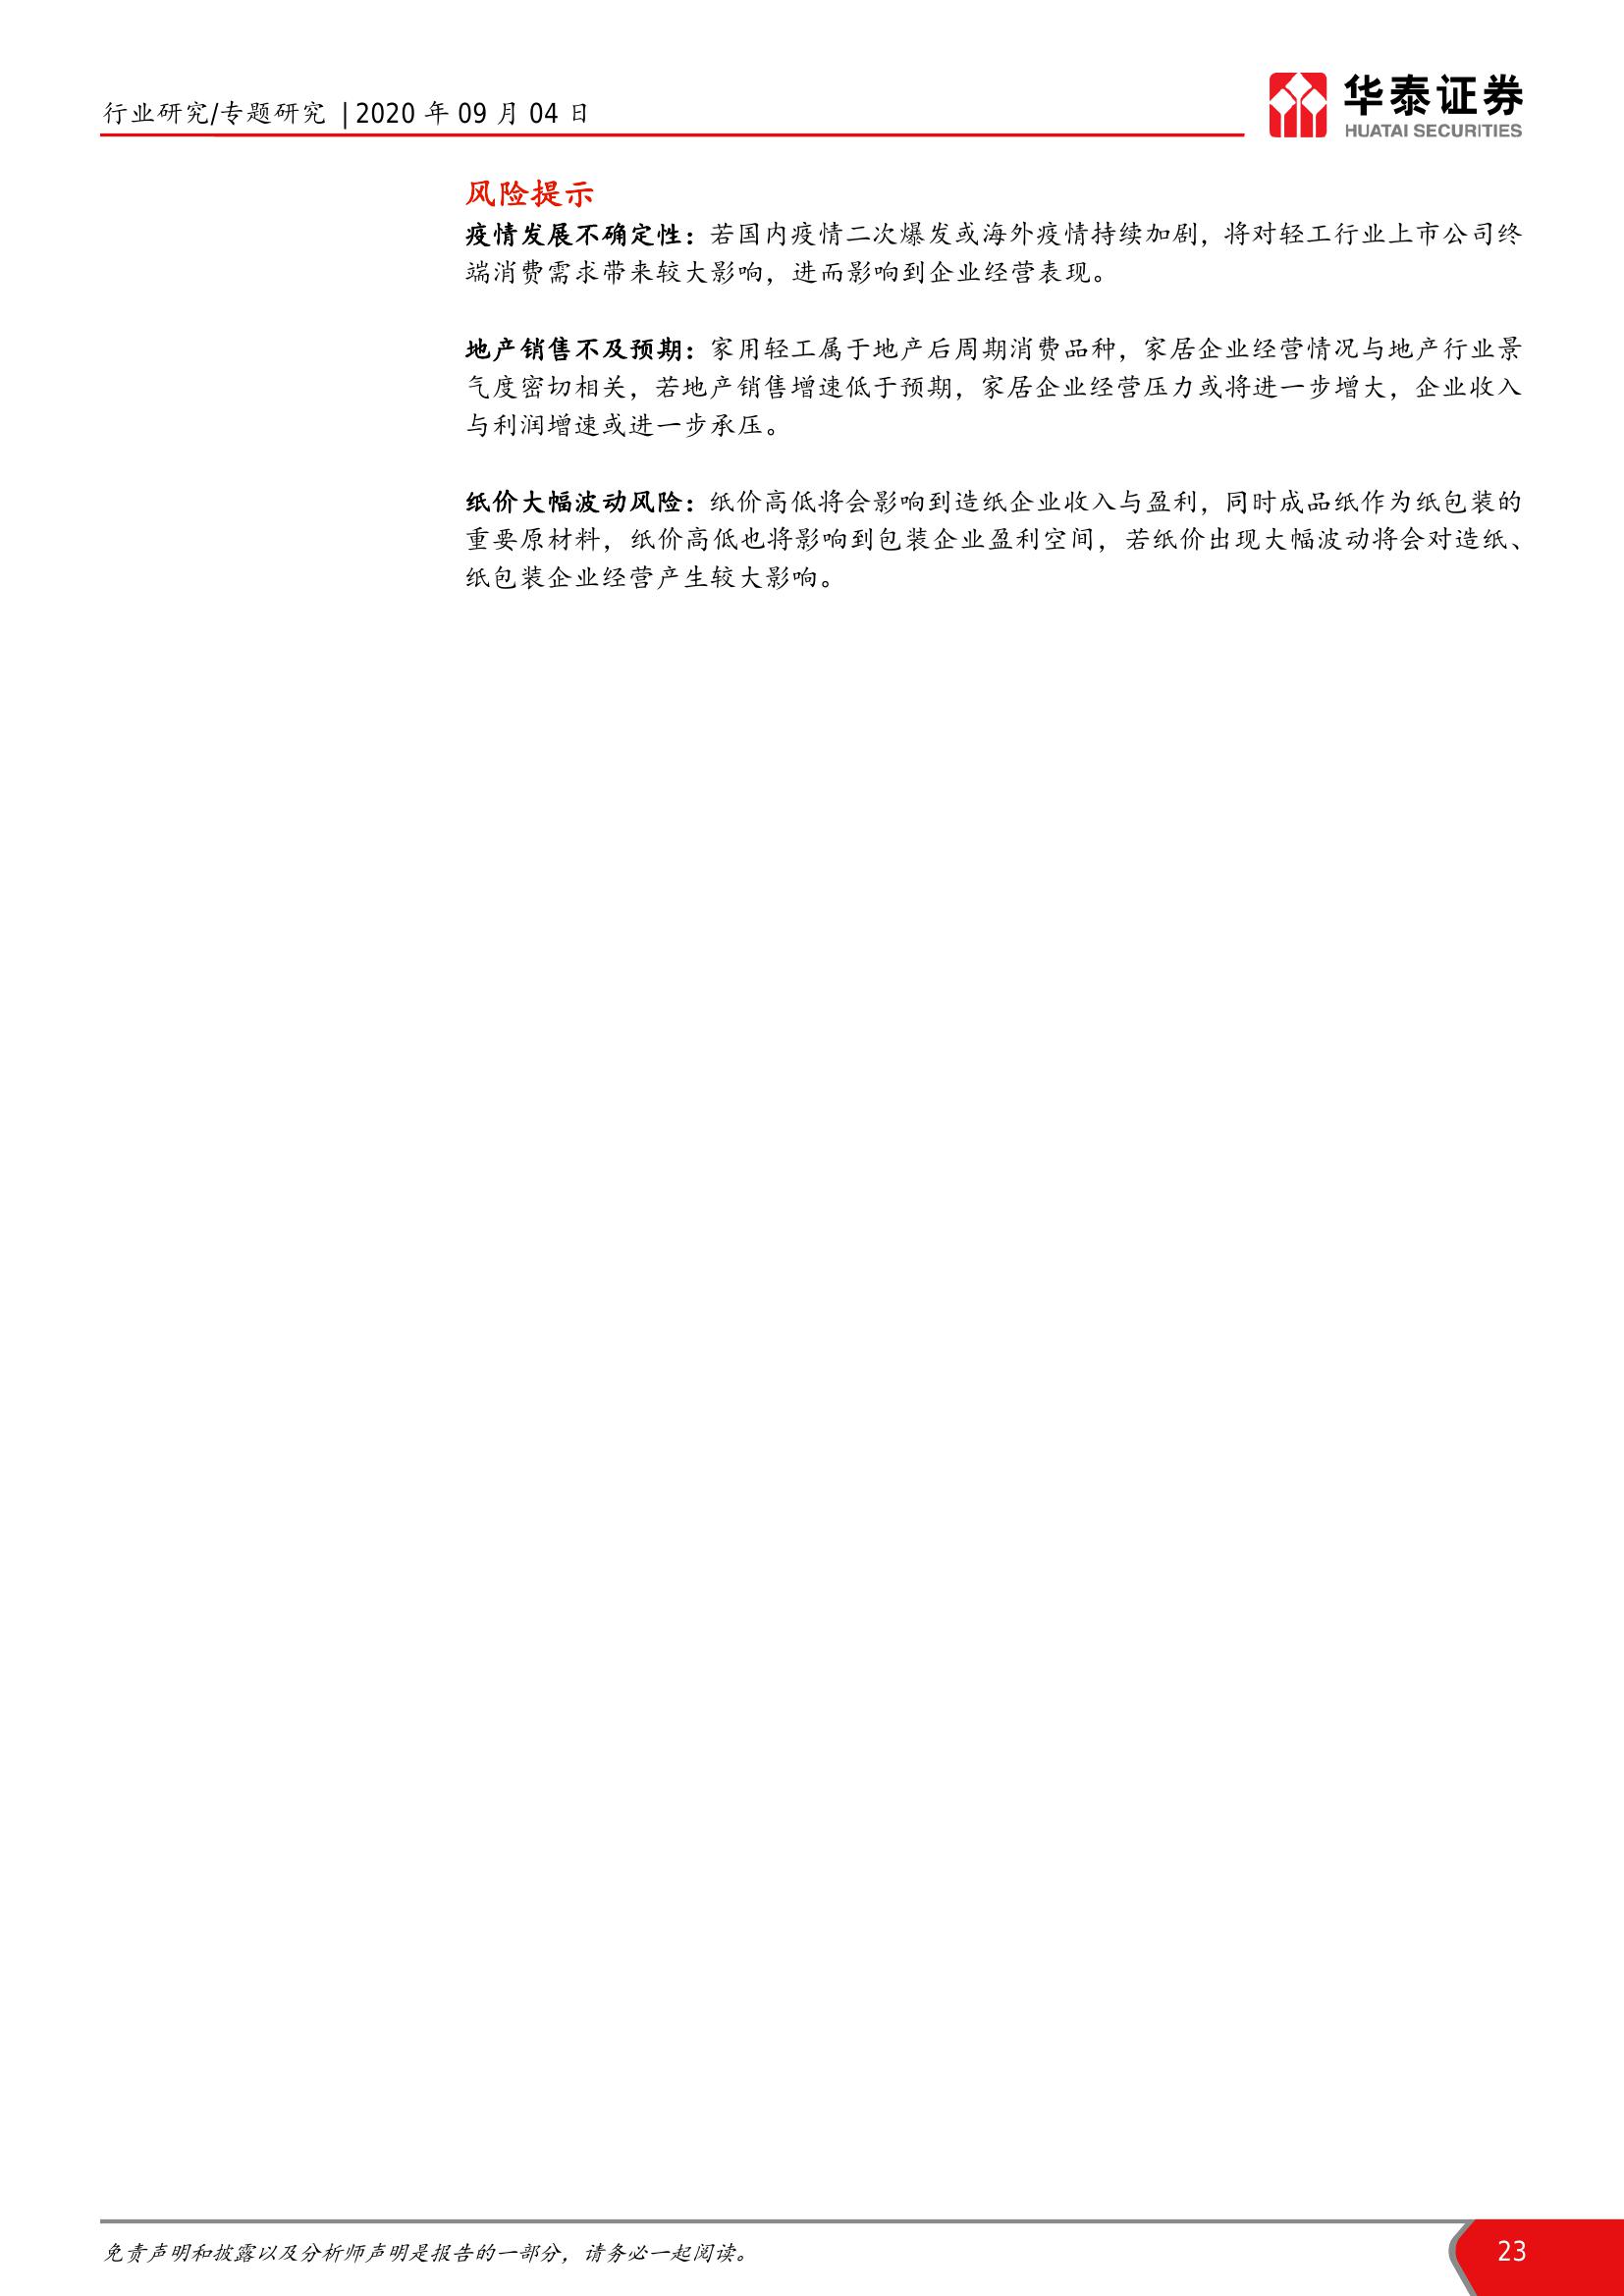 行业研究/专题研究 | 2020 年 09 月 04 日
华泰证券
HUATAI SECURITIES
风险提示
疫情发展不确定性：若国内疫情二次爆发或海外疫情持续加剧，将对轻工行业上市公司终
端消费需求带来较大影响，进而影响到企业经营表现。
地产销售不及预期：家用轻工属于地产后周期消费品种，家居企业经营情况与地产行业景
气度密切相关，若地产销售增速低于预期，家居企业经营压力或将进一步增大，企业收入
与利润增速或进一步承压。
纸价大幅波动风险：纸价高低将会影响到造纸企业收入与盈利，同时成品纸作为纸包装的
重要原材料，纸价高低也将影响到包装企业盈利空间，若纸价出现大幅波动将会对造纸、
纸包装企业经营产生较大影响。
免责声明和披露以及分析师声明是报告的一部分，请务必一起阅读。
23